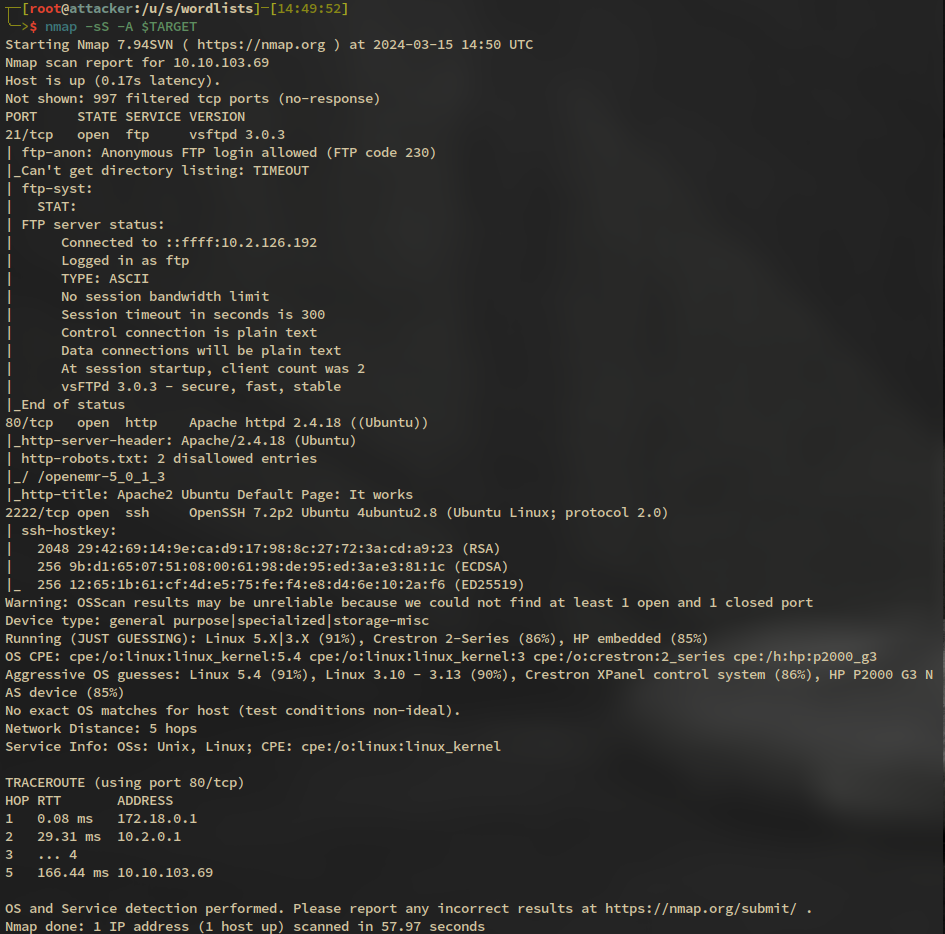 ┌─[root@attacker:/u/s/wordlists]─[14:49:52]
└─>$ nmap -sS -A $TARGET
Starting Nmap 7.94SVN ( https://nmap.org ) at 2024-03-15 14:50 UTC
Nmap scan report for 10.10.103.69
Host is up (0.17s latency).
Not shown: 997 filtered tcp ports (no-response)
PORT     STATE SERVICE VERSION
21/tcp   open  ftp     vsftpd 3.0.3
| ftp-anon: Anonymous FTP login allowed (FTP code 230)
|_Can't get directory listing: TIMEOUT
| ftp-syst:
|   STAT:
| FTP server status:
|      Connected to ::ffff:10.2.126.192
|      Logged in as ftp
|      TYPE: ASCII
|      No session bandwidth limit
|      Session timeout in seconds is 300
|      Control connection is plain text
|      Data connections will be plain text
|      At session startup, client count was 2
|      vsFTPd 3.0.3 - secure, fast, stable
|_End of status
80/tcp   open  http    Apache httpd 2.4.18 ((Ubuntu))
|_http-server-header: Apache/2.4.18 (Ubuntu)
| http-robots.txt: 2 disallowed entries
|_/ /openemr-5_0_1_3
|_http-title: Apache2 Ubuntu Default Page: It works
2222/tcp open  ssh     OpenSSH 7.2p2 Ubuntu 4ubuntu2.8 (Ubuntu Linux; protocol 2.0)
| ssh-hostkey:
|   2048 29:42:69:14:9e:ca:d9:17:98:8c:27:72:3a:cd:a9:23 (RSA)
|   256 9b:d1:65:07:51:08:00:61:98:de:95:ed:3a:e3:81:1c (ECDSA)
|_  256 12:65:1b:61:cf:4d:e5:75:fe:f4:e8:d4:6e:10:2a:f6 (ED25519)
Warning: OSScan results may be unreliable because we could not find at least 1 open and 1 closed port
Device type: general purpose|specialized|storage-misc
Running (JUST GUESSING): Linux 5.X|3.X (91%), Crestron 2-Series (86%), HP embedded (85%)
OS CPE: cpe:/o:linux:linux_kernel:5.4 cpe:/o:linux:linux_kernel:3 cpe:/o:crestron:2_series cpe:/h:hp:p2000_g3
Aggressive OS guesses: Linux 5.4 (91%), Linux 3.10 - 3.13 (90%), Crestron XPanel control system (86%), HP P2000 G3 N
AS device (85%)
No exact OS matches for host (test conditions non-ideal).
Network Distance: 5 hops
Service Info: OSs: Unix, Linux; CPE: cpe:/o:linux:linux_kernel

TRACEROUTE (using port 80/tcp)
HOP RTT       ADDRESS
1   0.08 ms   172.18.0.1
2   29.31 ms  10.2.0.1
3   ... 4
5   166.44 ms 10.10.103.69

OS and Service detection performed. Please report any incorrect results at https://nmap.org/submit/ .
Nmap done: 1 IP address (1 host up) scanned in 57.97 seconds